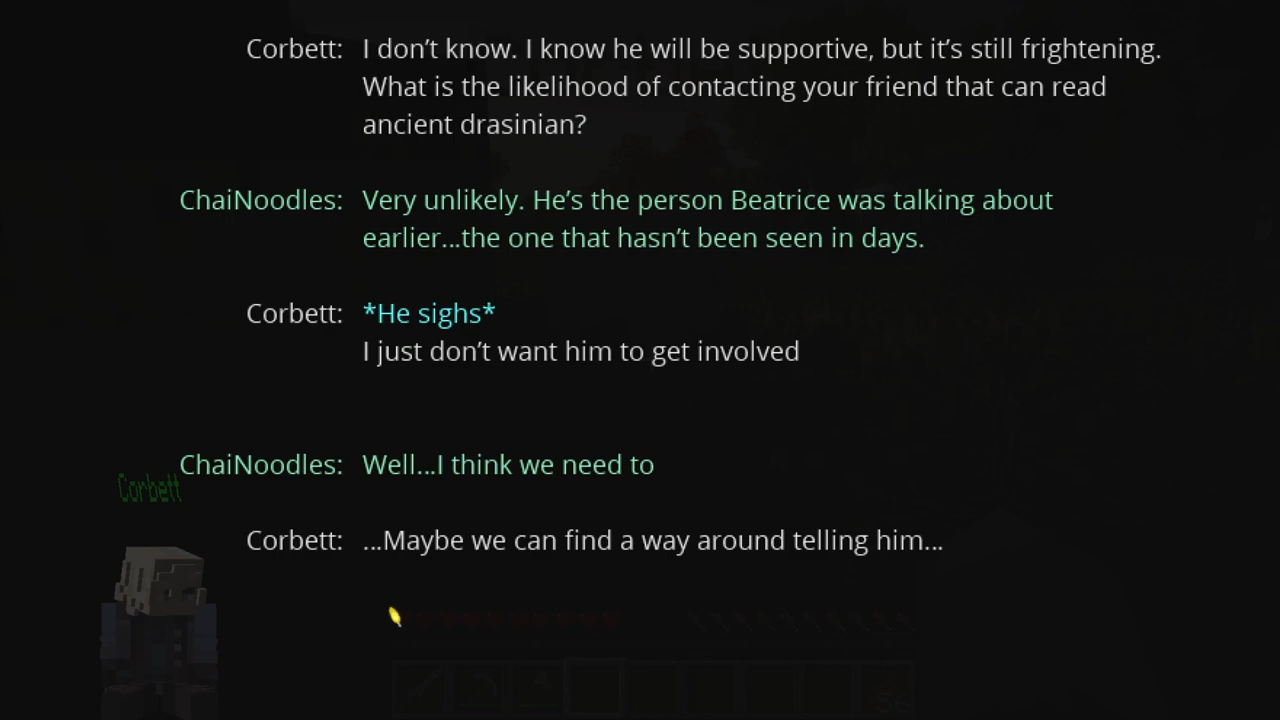 Corbett: I don’t know. I know he will be supportive, but it’s still frightening.
What is the likelihood of contacting your friend that can read
ancient drasinian?
ChaiNoodles: Very unlikely. He’s the person Beatrice was talking about
earlier...the one that hasn’t been seen in days.
Corbett: *He sighs*
I just don’t want him to get involved
ChaiNoodles: Well...I think we need to
Corbett
Corbett: ...Maybe we can find a way around telling him...
56